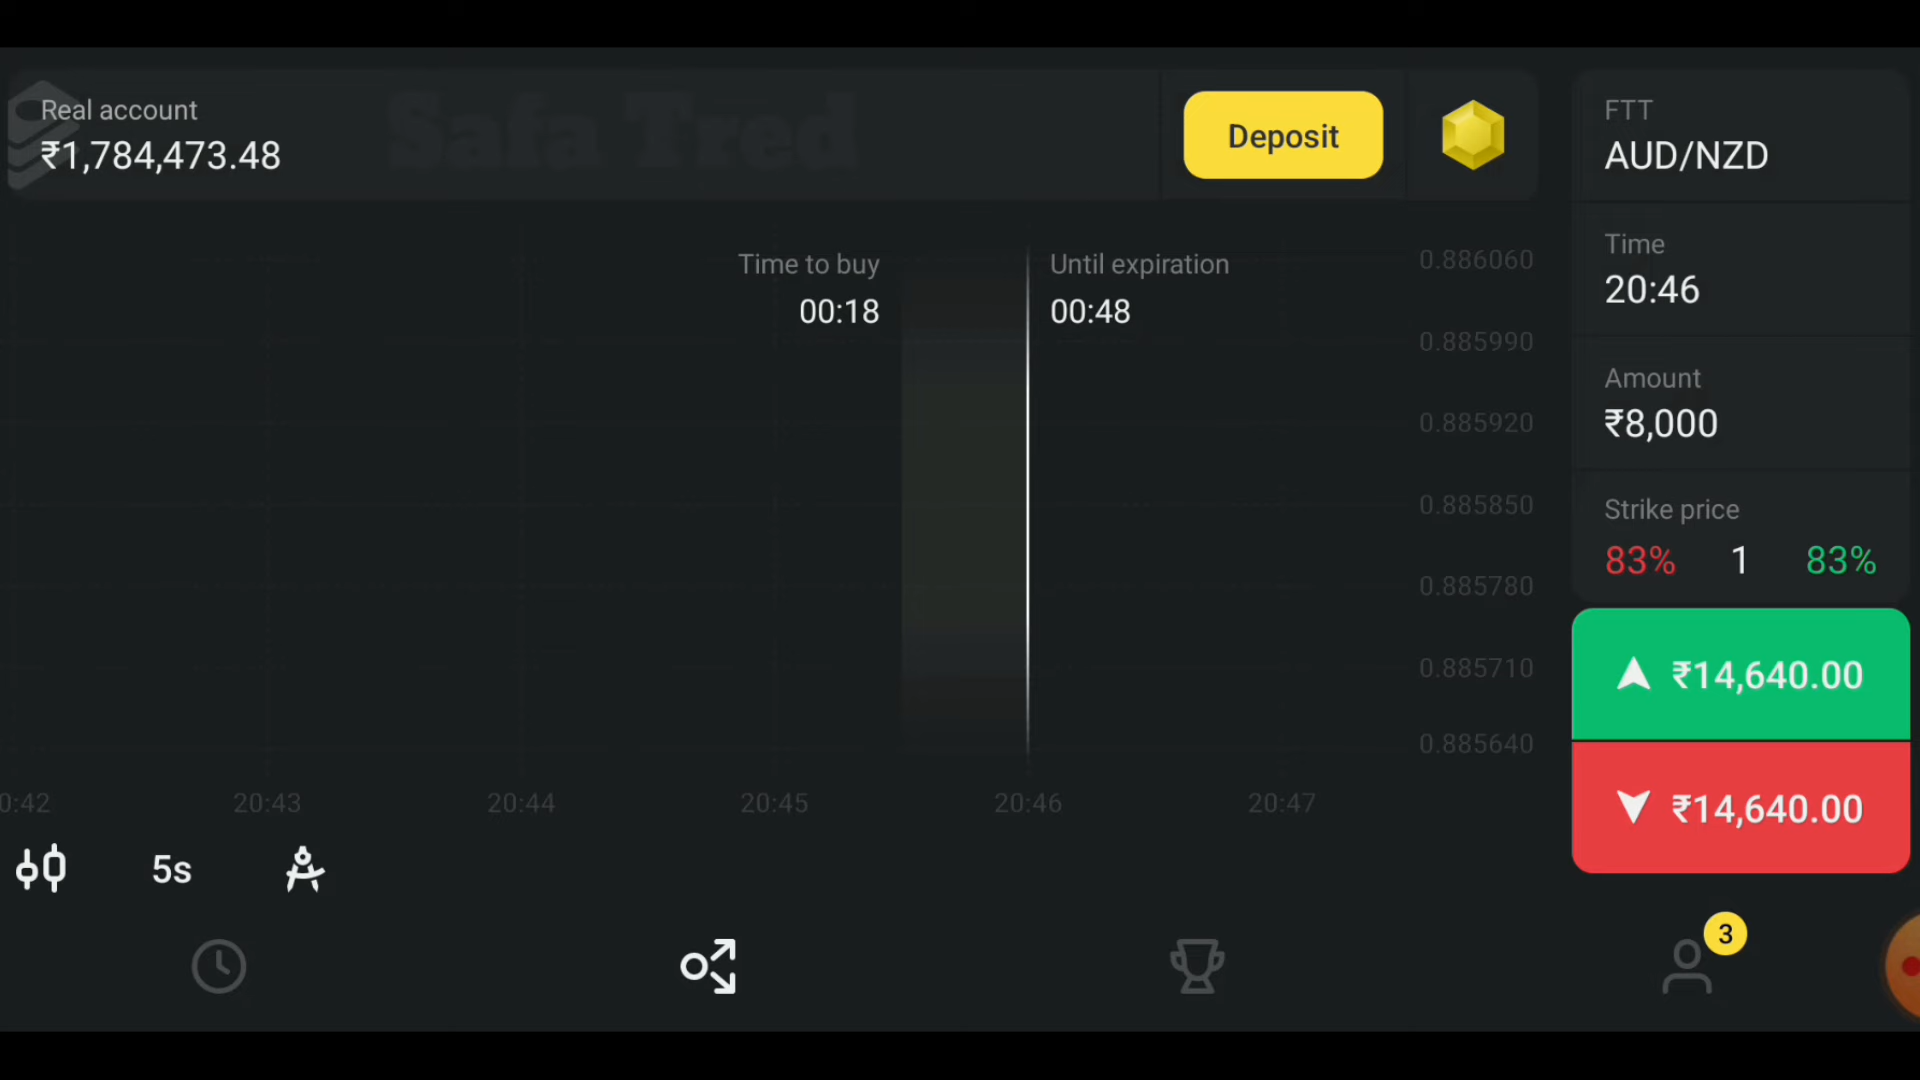 Real account
₹1,784,473.48
Safa Tred
Deposit
FTT
AUD/NZD
Time
20:46
Amount
₹8,000
Strike price
83% 1 83%
₹14,640.00
₹14,640.00
Time to buy
00:18
Until expiration
00:48
0.886060
0.885990
0.885920
0.885850
0.885780
0.885710
0.885640
0:42 20:43 20:44 20:45 20:46 20:47
5s
3